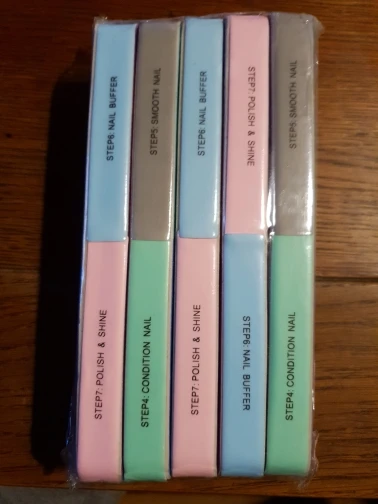 STEP6: NAIL BUFFER
STEP5: SMOOTH NAIL
STEP6: NAIL BUFFER
STEP7: POLISH & SHINE
STEP5: SMOOTH NAIL
STEP7: POLISH & SHINE
STEP4: CONDITION NAIL
STEP7: POLISH & SHINE
STEP6: NAIL BUFFER
STEP4: CONDITION NAIL